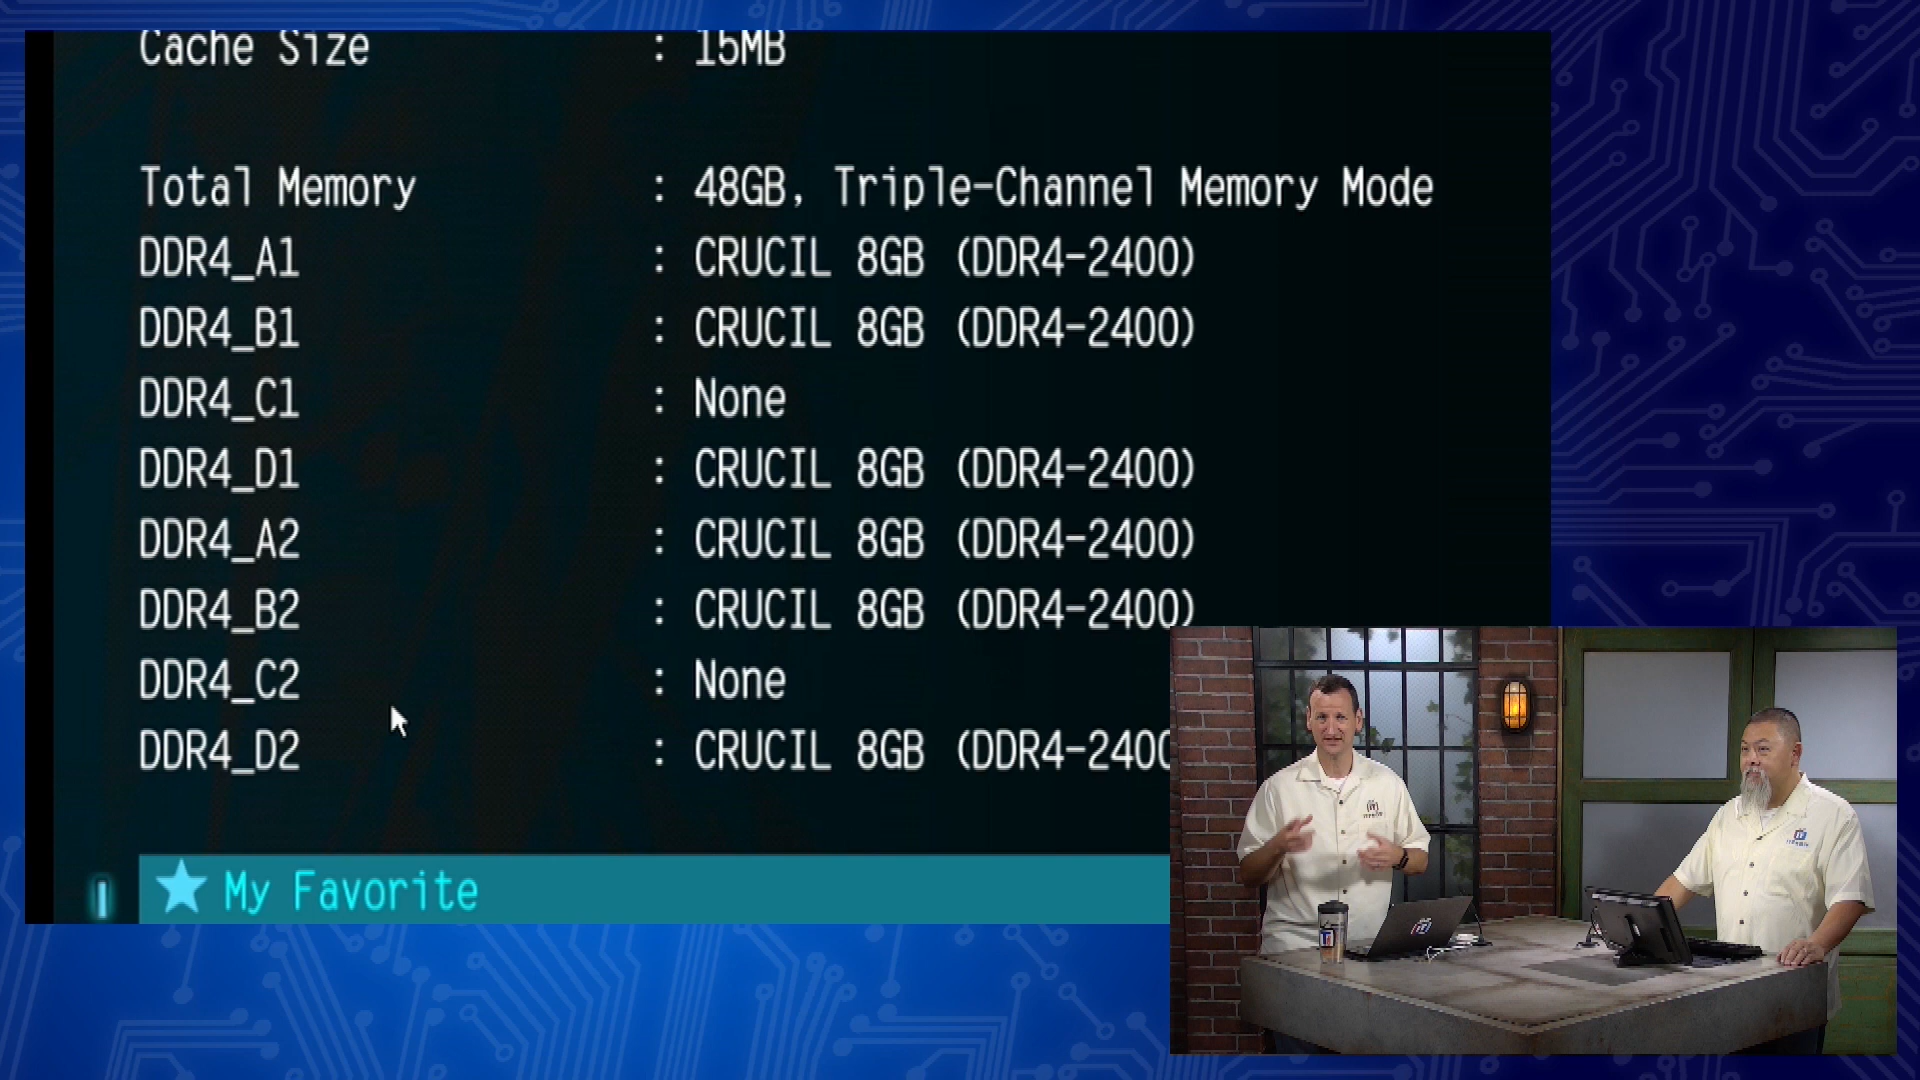 Cache Size : 15MB
Total Memory : 48GB, Triple-Channel Memory Mode
DDR4_A1 : CRUCIL 8GB (DDR4-2400)
DDR4_B1 : CRUCIL 8GB (DDR4-2400)
DDR4_C1 : None
DDR4_D1 : CRUCIL 8GB (DDR4-2400)
DDR4_A2 : CRUCIL 8GB (DDR4-2400)
DDR4_B2 : CRUCIL 8GB (DDR4-2400)
DDR4_C2 : None
DDR4_D2 : CRUCIL 8GB (DDR4-2400
My Favorite